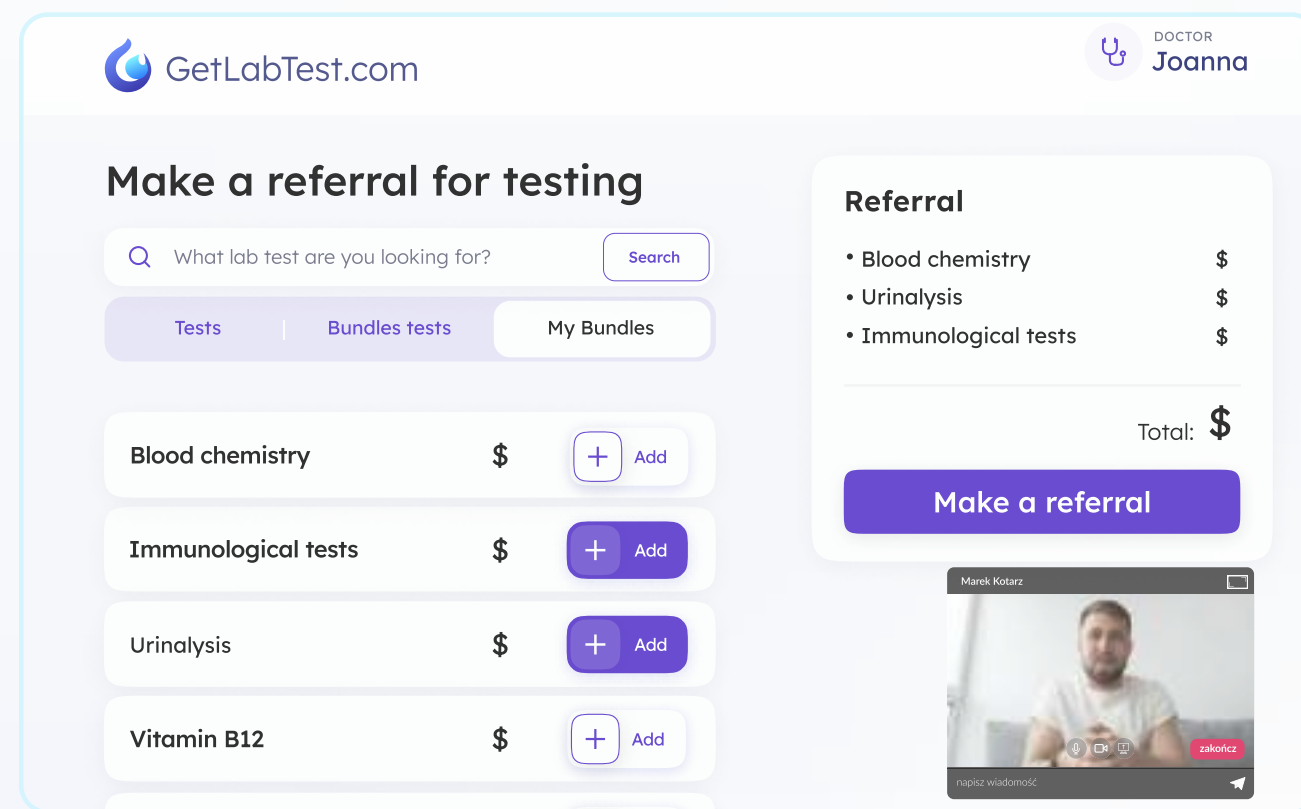 GetLabTest.com
DOCTOR
Joanna
Make a referral for testing
What lab test are you looking for?
Search
Tests
Bundles tests
My Bundles
Blood chemistry $ Add
Immunological tests $ Add
Urinalysis $ Add
Vitamin B12 $ Add
Referral
• Blood chemistry $
• Urinalysis $
• Immunological tests $
Total: $
Make a referral
Marek Kotarz
zakończ
napisz wiadomość